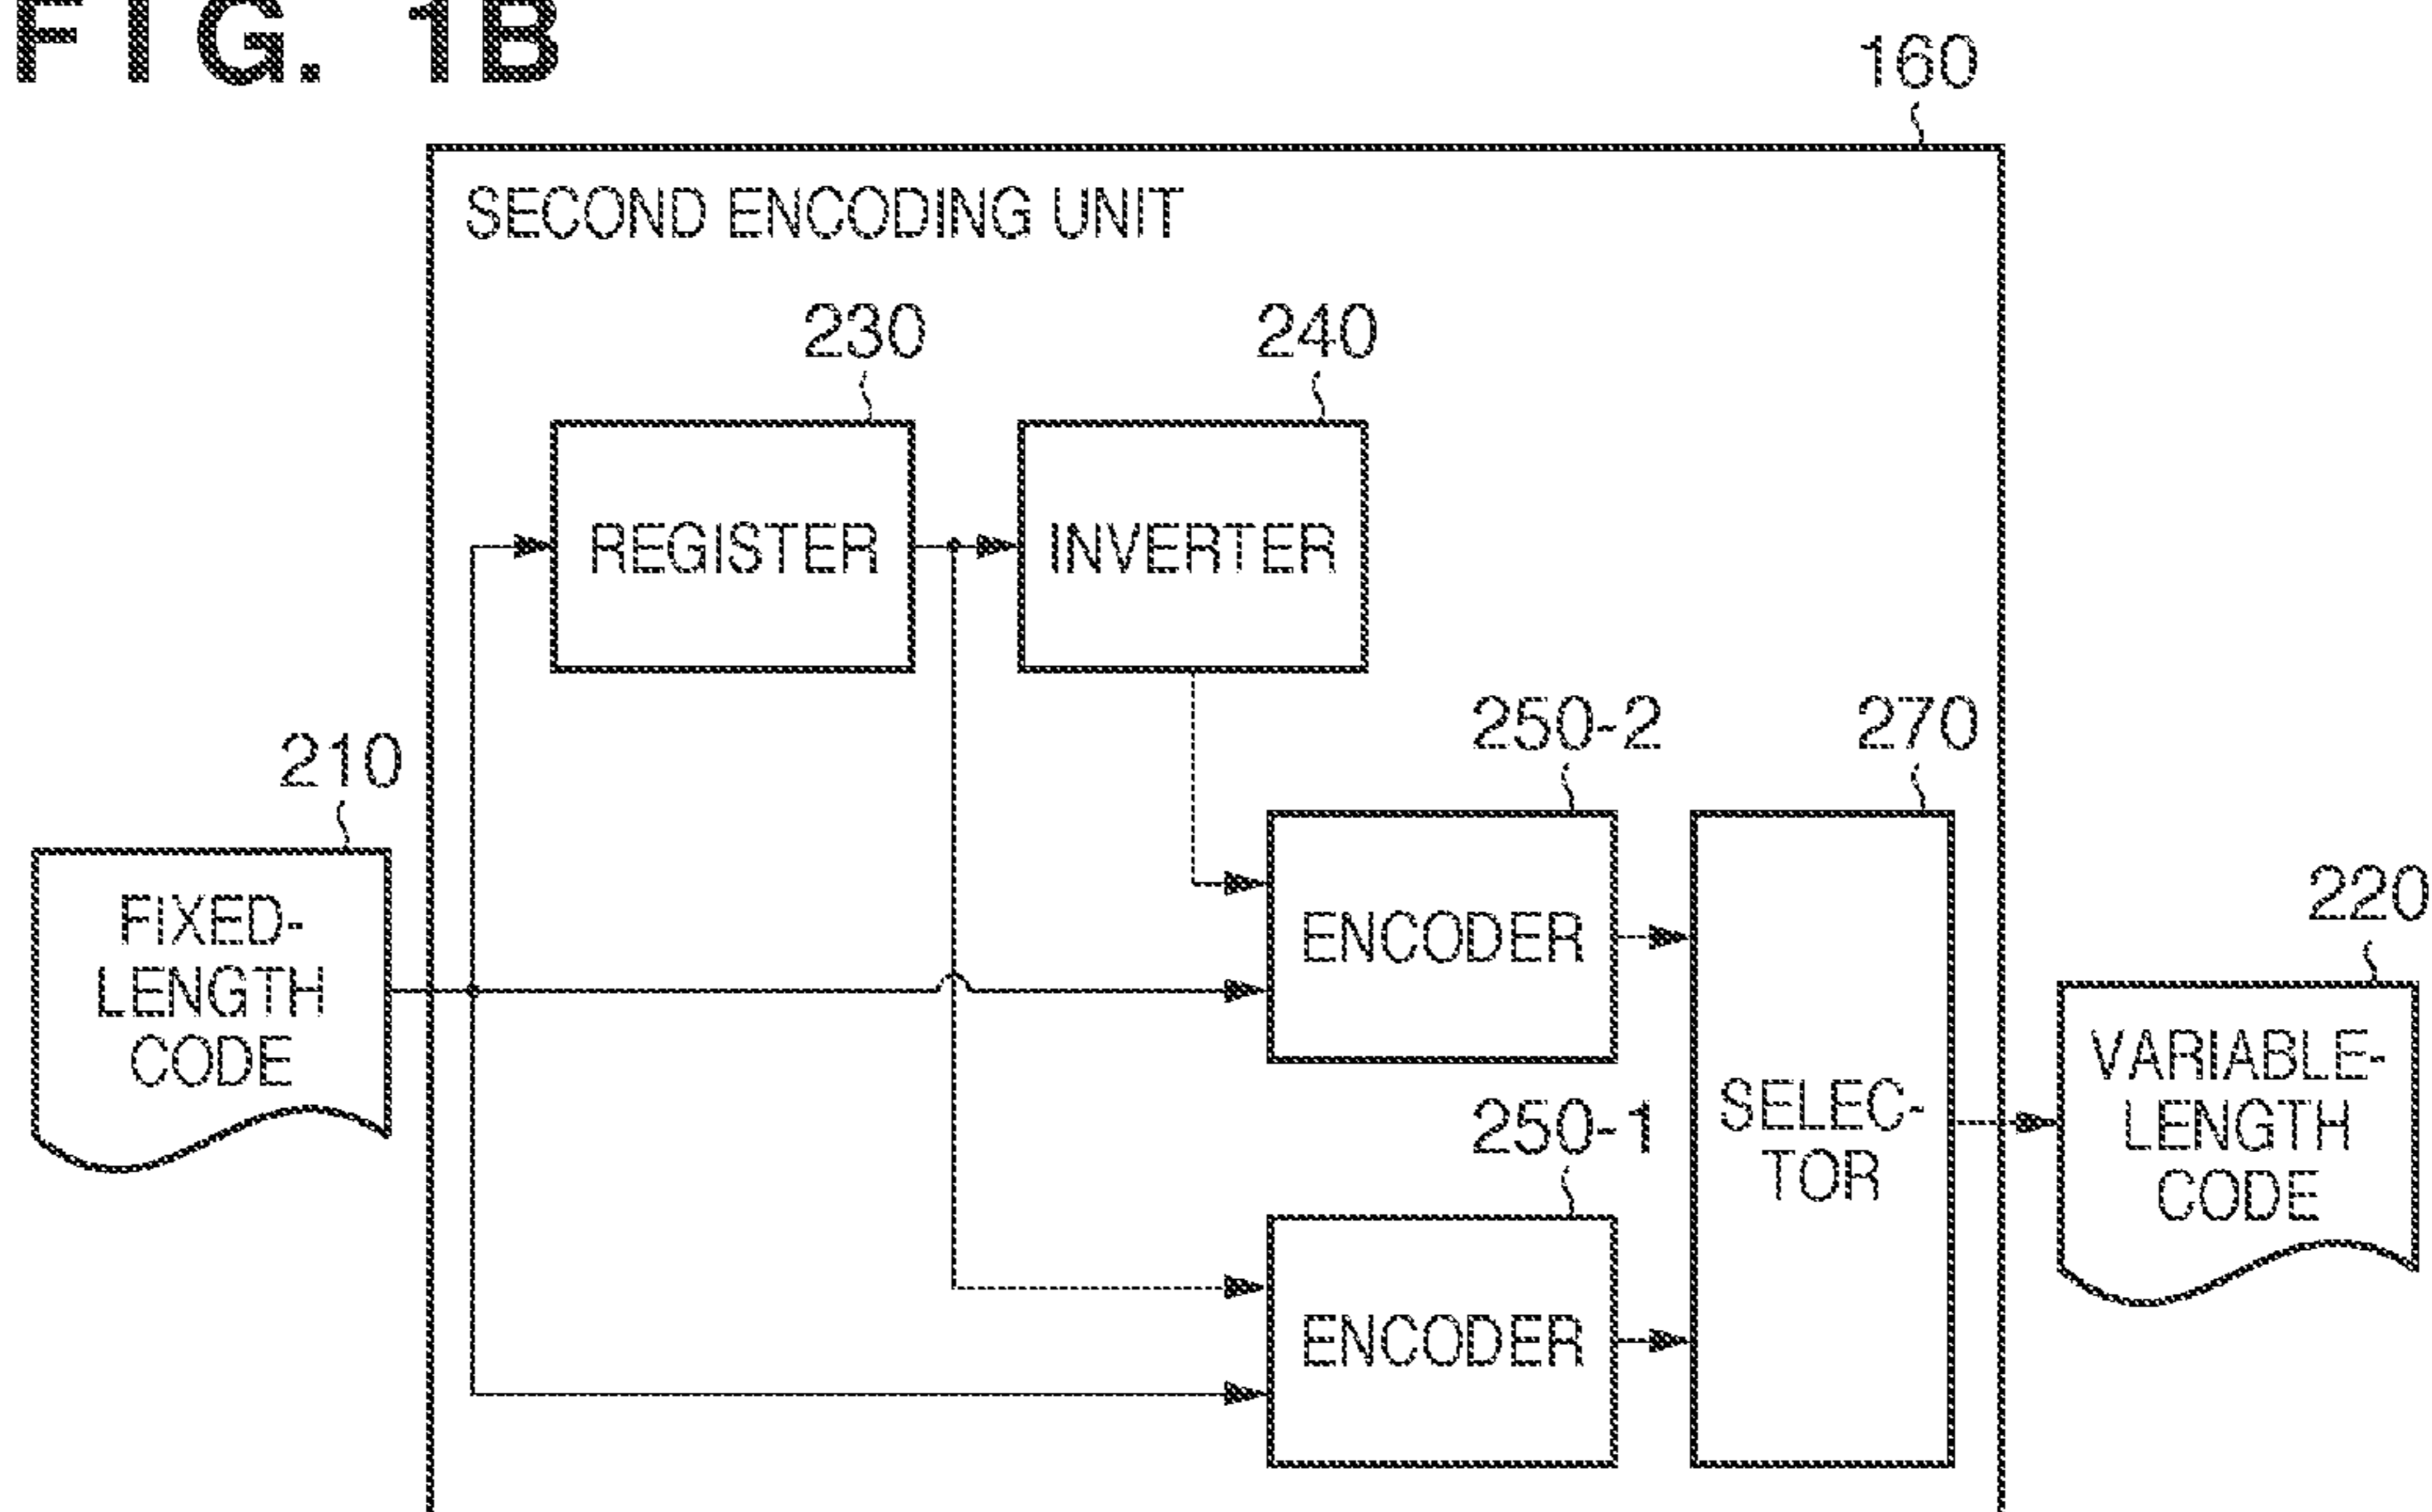 FIG. 1B
160
SECOND ENCODING UNIT
230
240
REGISTER
INVERTER
250-2
270
210
FIXED-
LENGTH
CODE
ENCODER
220
VARIABLE-
LENGTH
CODE
SELEC-
TOR
250-1
ENCODER